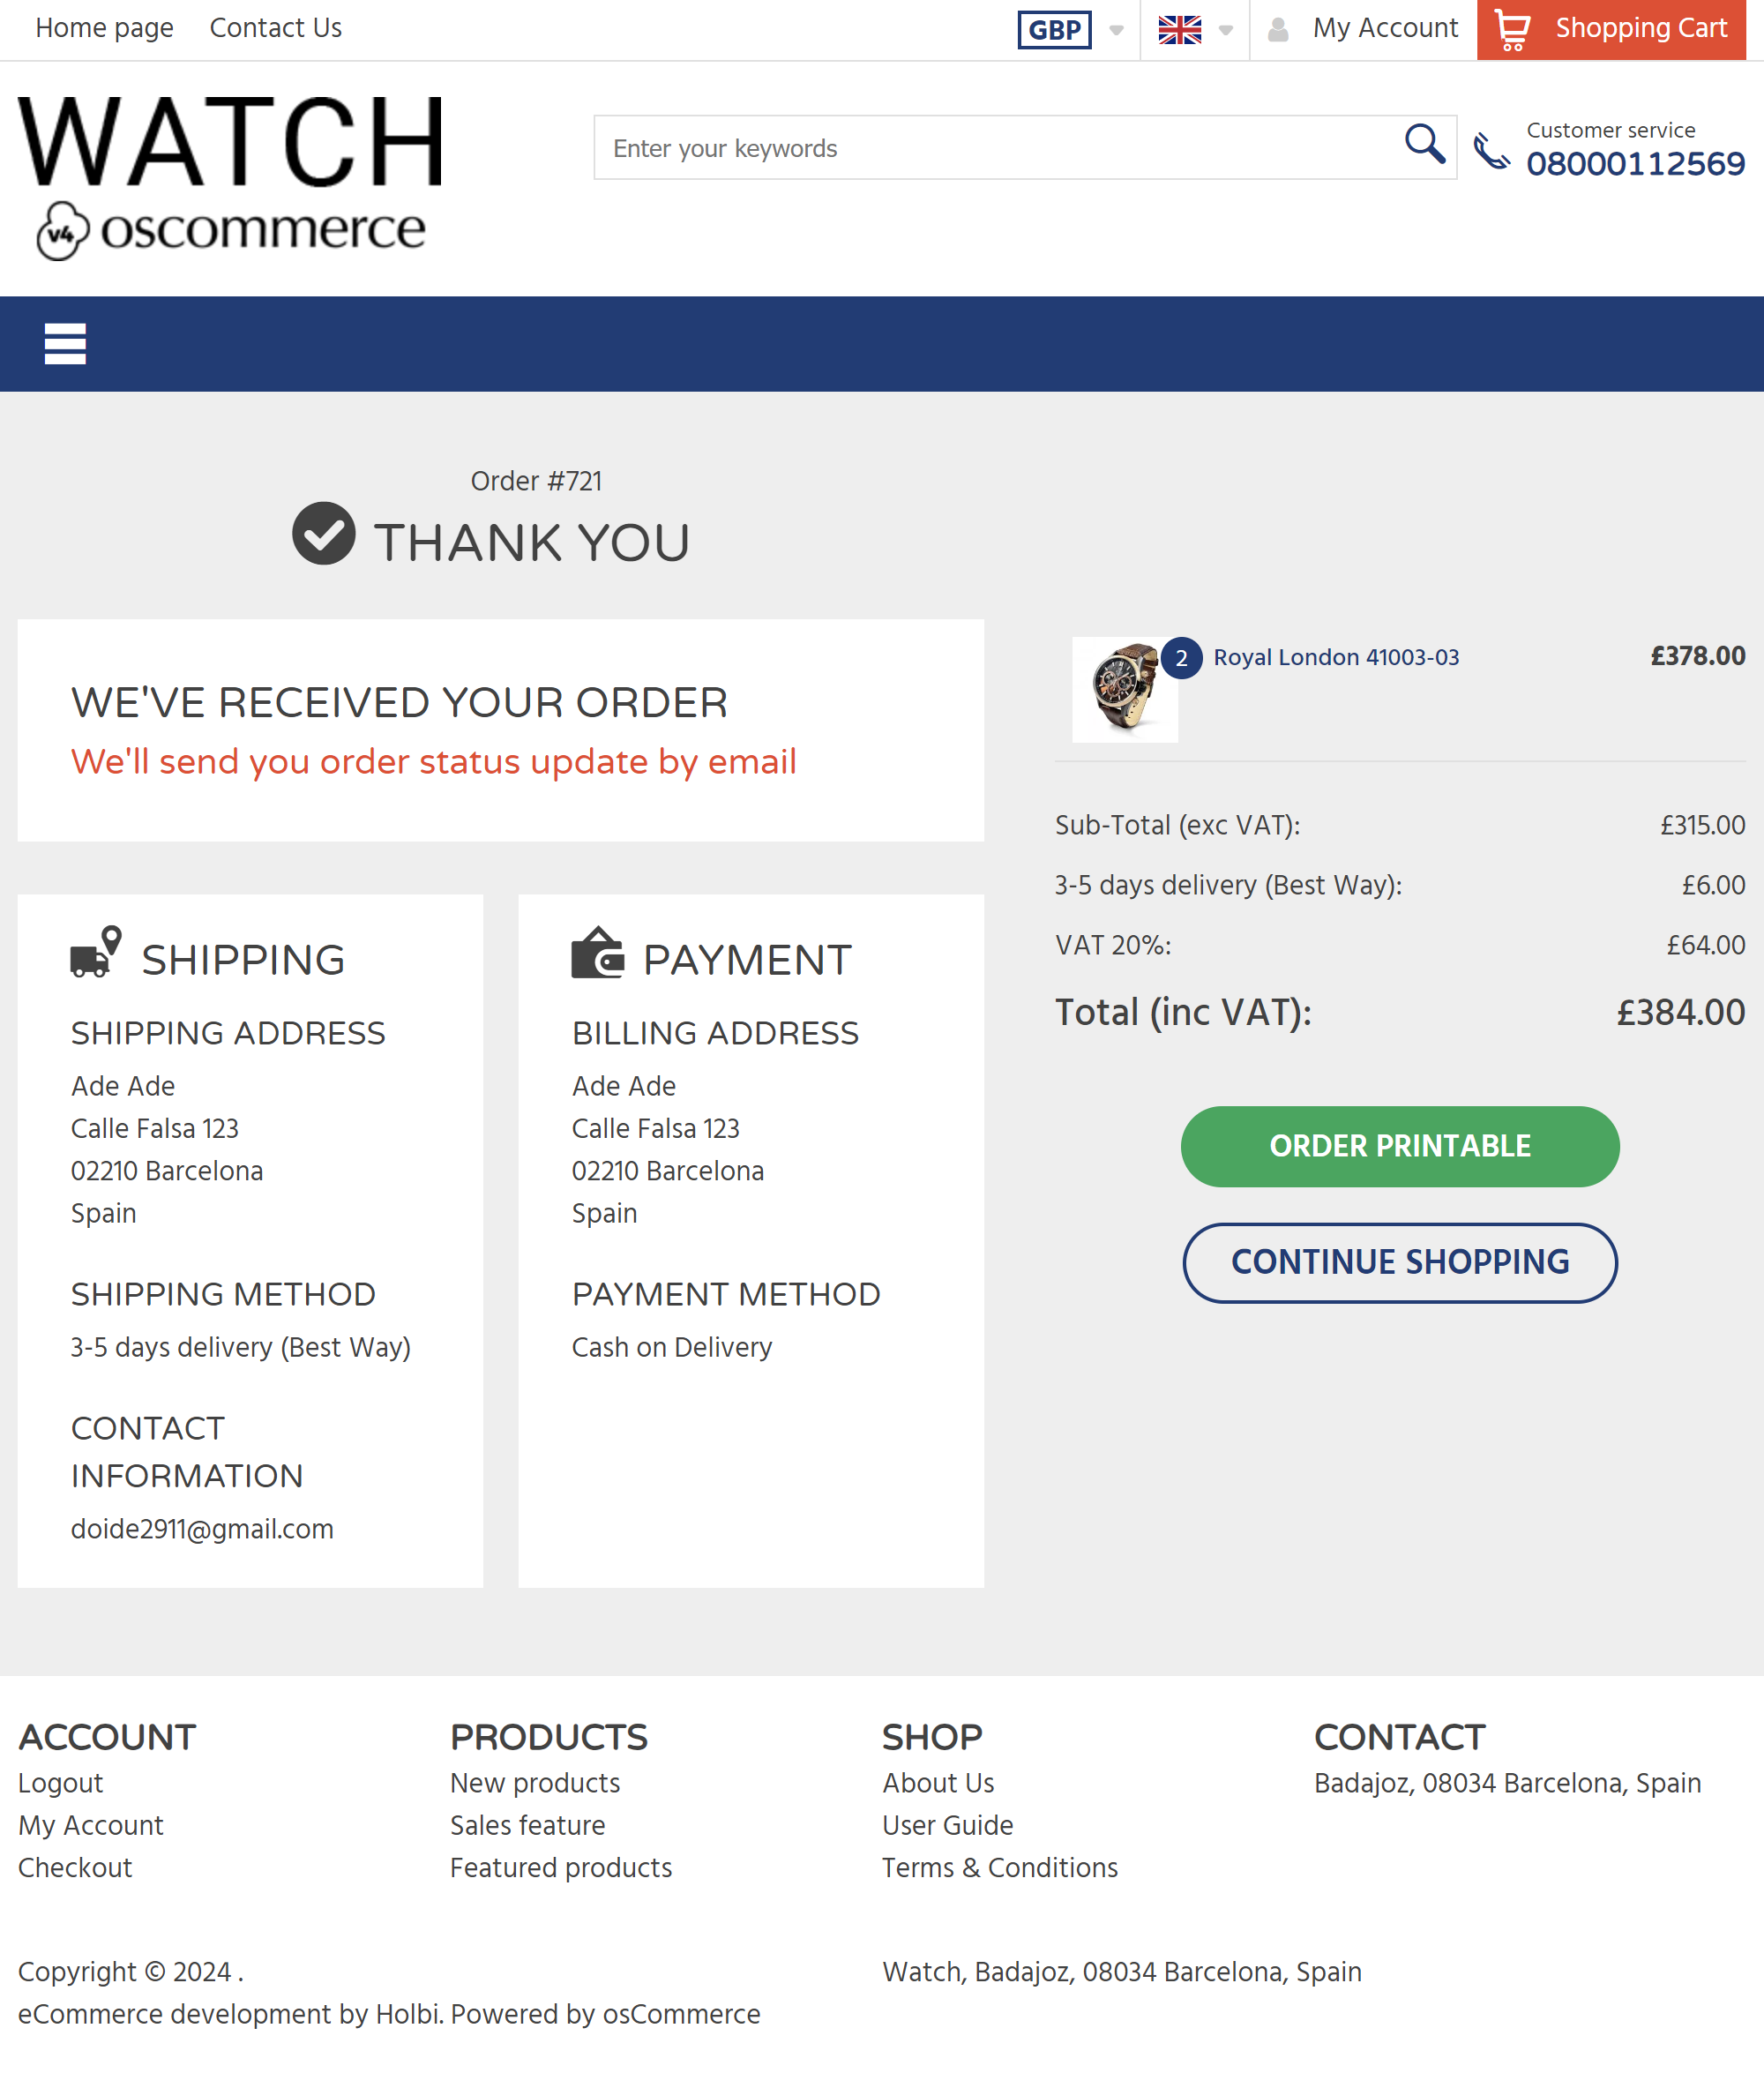 Home page
Contact Us
GBP
My Account
Shopping Cart
WATCH
v4 oscommerce
Enter your keywords
Customer service
08000112569
Order #721
THANK YOU
WE'VE RECEIVED YOUR ORDER
We'll send you order status update by email
SHIPPING
SHIPPING ADDRESS
Ade Ade
Calle Falsa 123
02210 Barcelona
Spain
SHIPPING METHOD
3-5 days delivery (Best Way)
CONTACT
INFORMATION
doide2911@gmail.com
PAYMENT
BILLING ADDRESS
Ade Ade
Calle Falsa 123
02210 Barcelona
Spain
PAYMENT METHOD
Cash on Delivery
2 Royal London 41003-03 £378.00
Sub-Total (exc VAT): £315.00
3-5 days delivery (Best Way): £6.00
VAT 20%: £64.00
Total (inc VAT): £384.00
ORDER PRINTABLE
CONTINUE SHOPPING
ACCOUNT
Logout
My Account
Checkout
PRODUCTS
New products
Sales feature
Featured products
SHOP
About Us
User Guide
Terms & Conditions
CONTACT
Badajoz, 08034 Barcelona, Spain
Copyright © 2024 .
eCommerce development by Holbi. Powered by osCommerce
Watch, Badajoz, 08034 Barcelona, Spain